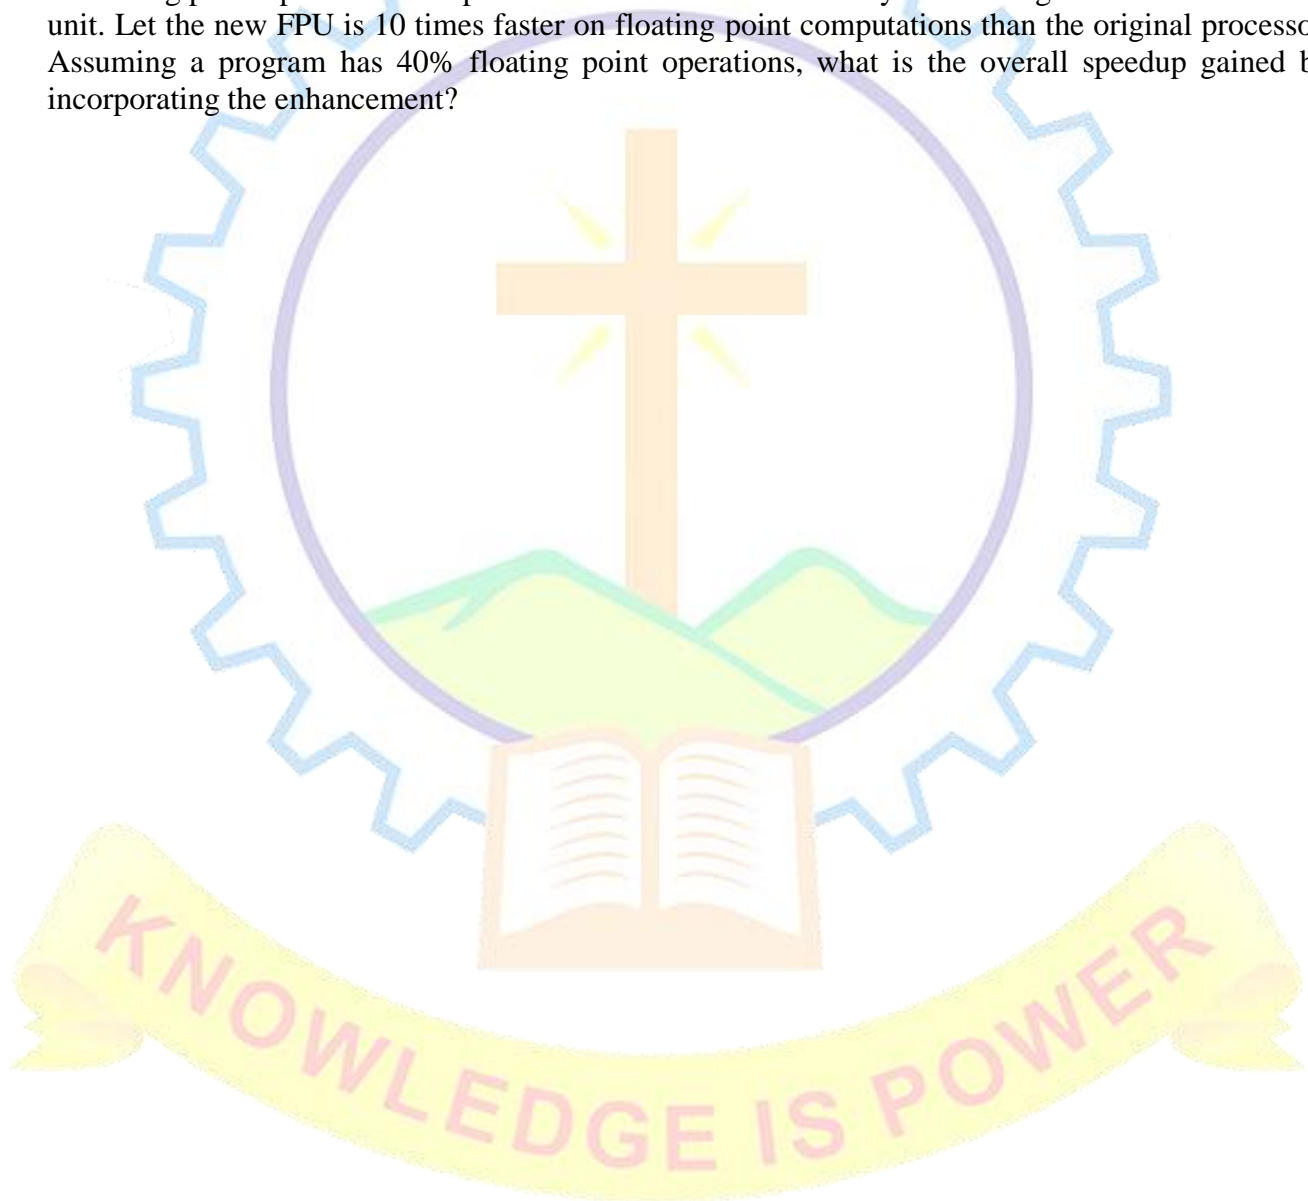 unit. Let the new FPU is 10 times faster on floating point computations than the original processo
Assuming a program has 40% floating point operations, what is the overall speedup gained b
incorporating the enhancement?
KNOWLEDGE IS POWER